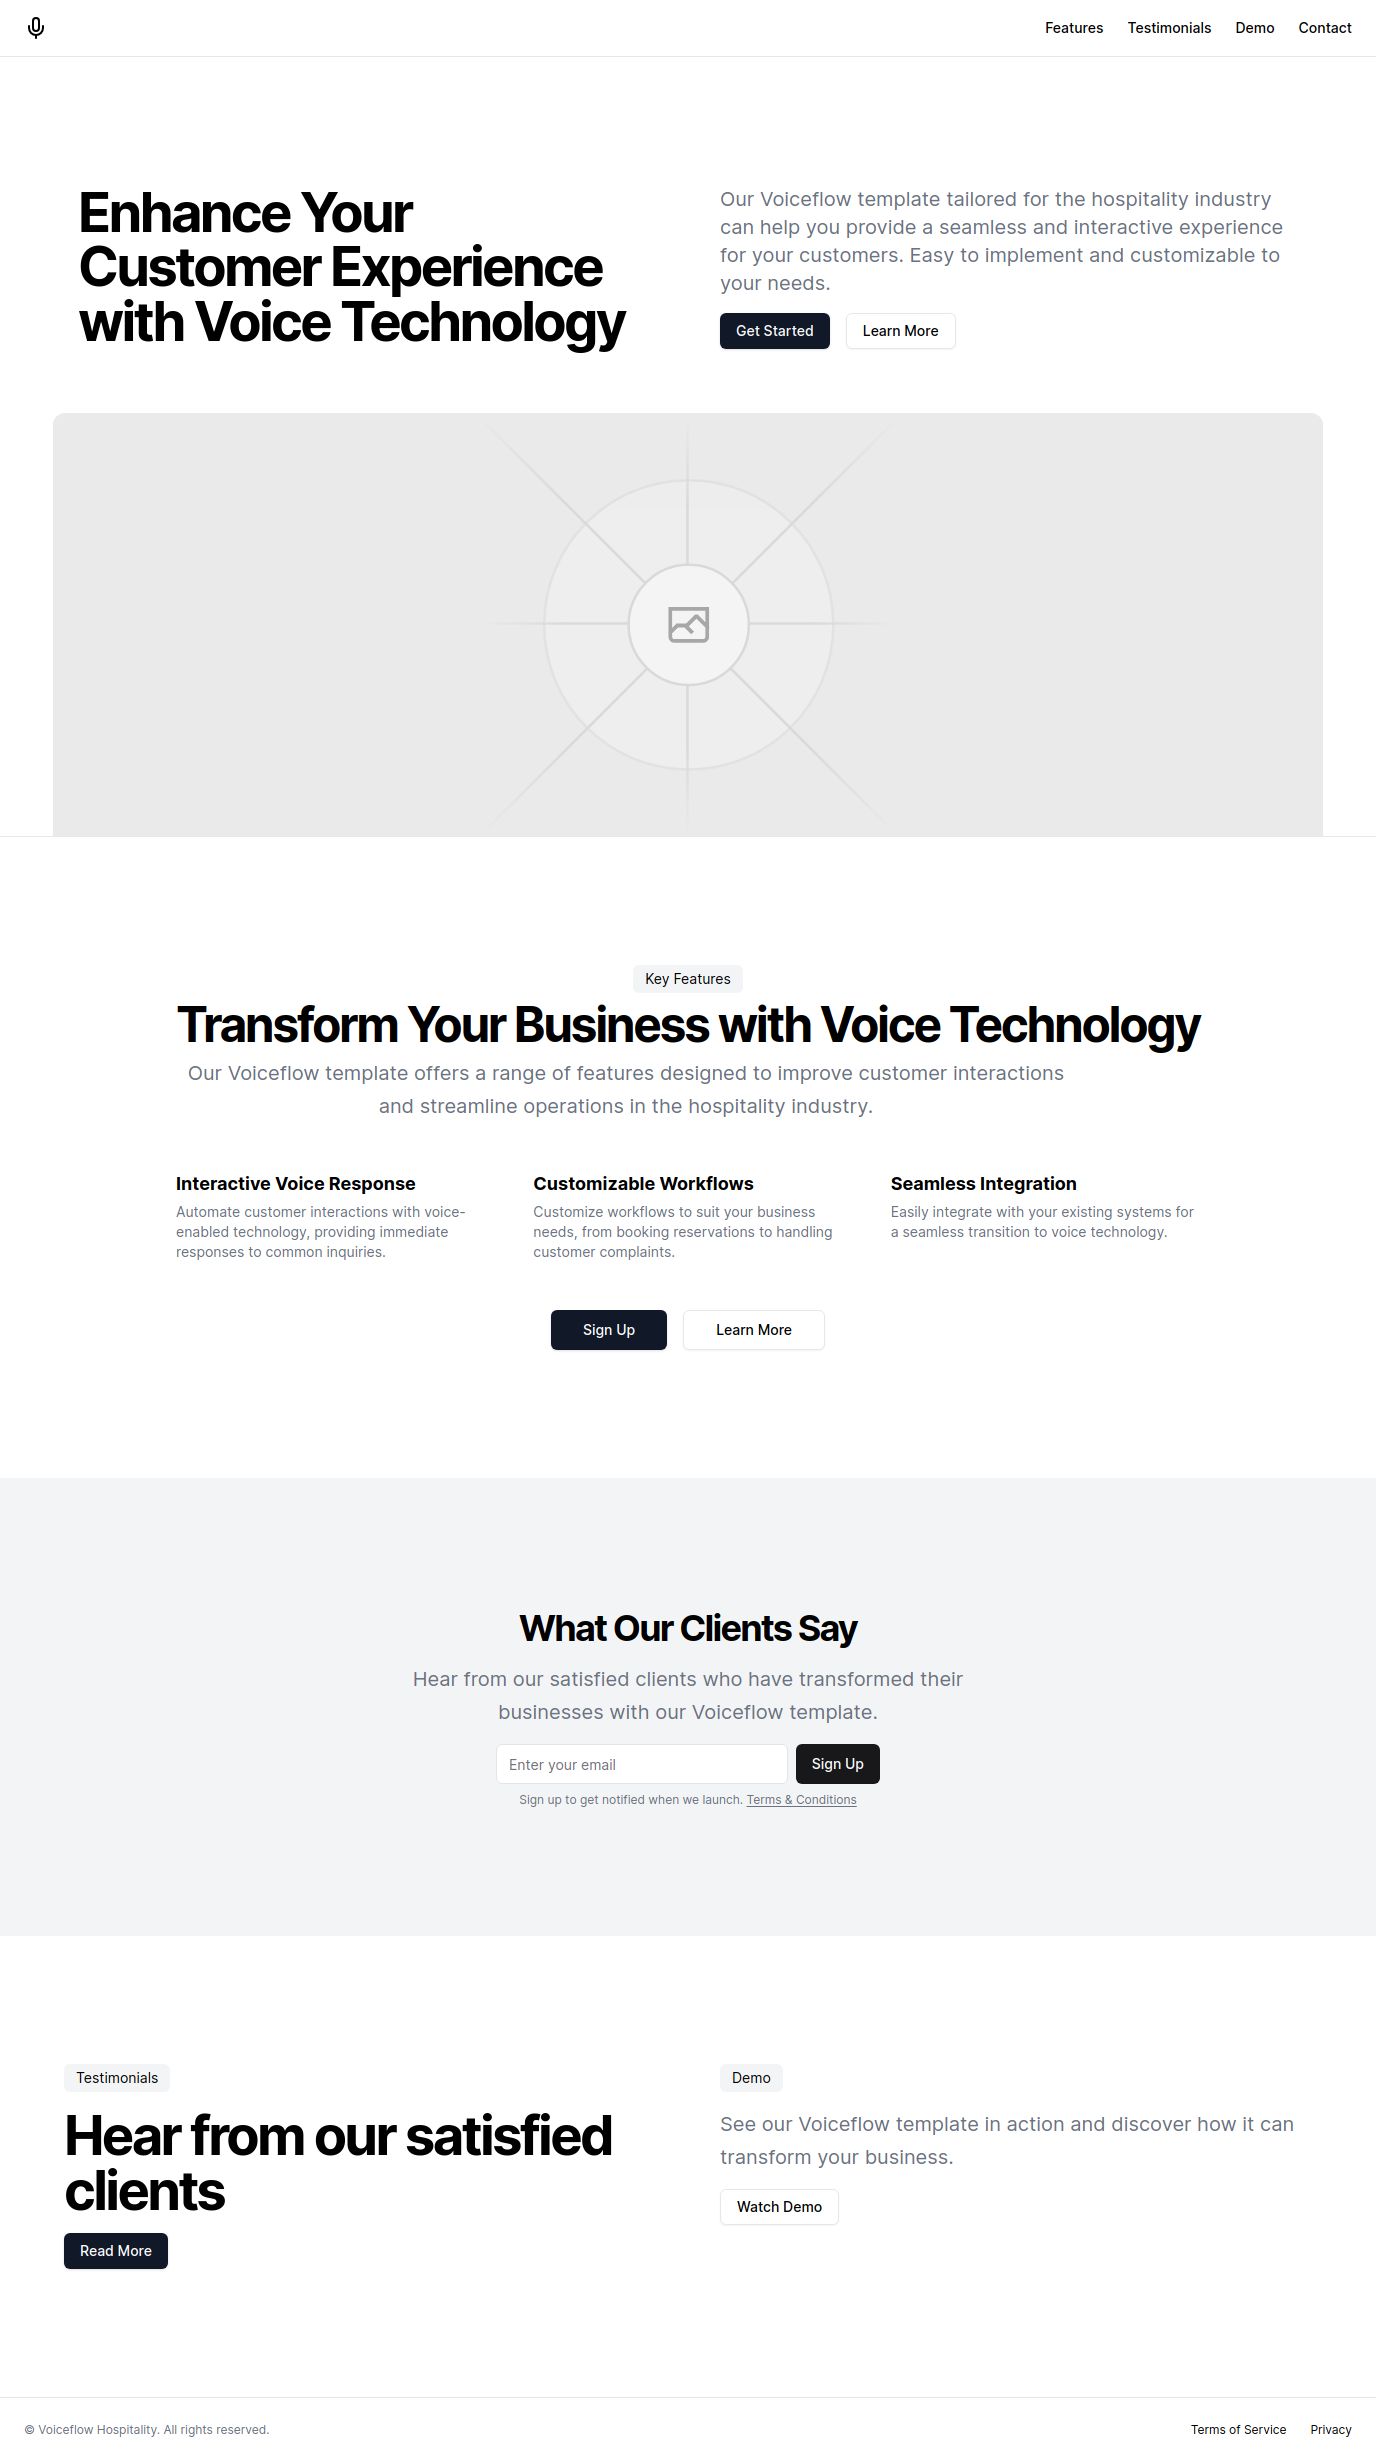 Features Testimonials Demo Contact
Enhance Your
Customer Experience
with Voice Technology
Our Voiceflow template tailored for the hospitality industry
can help you provide a seamless and interactive experience
for your customers. Easy to implement and customizable to
your needs.
Get Started Learn More
Key Features
Transform Your Business with Voice Technology
Our Voiceflow template offers a range of features designed to improve customer interactions
and streamline operations in the hospitality industry.
Interactive Voice Response
Automate customer interactions with voice-
enabled technology, providing immediate
responses to common inquiries.
Customizable Workflows
Customize workflows to suit your business
needs, from booking reservations to handling
customer complaints.
Seamless Integration
Easily integrate with your existing systems for
a seamless transition to voice technology.
Sign Up Learn More
What Our Clients Say
Hear from our satisfied clients who have transformed their
businesses with our Voiceflow template.
Enter your email Sign Up
Sign up to get notified when we launch. Terms & Conditions
Testimonials
Hear from our satisfied
clients
Read More
Demo
See our Voiceflow template in action and discover how it can
transform your business.
Watch Demo
© Voiceflow Hospitality. All rights reserved. Terms of Service Privacy